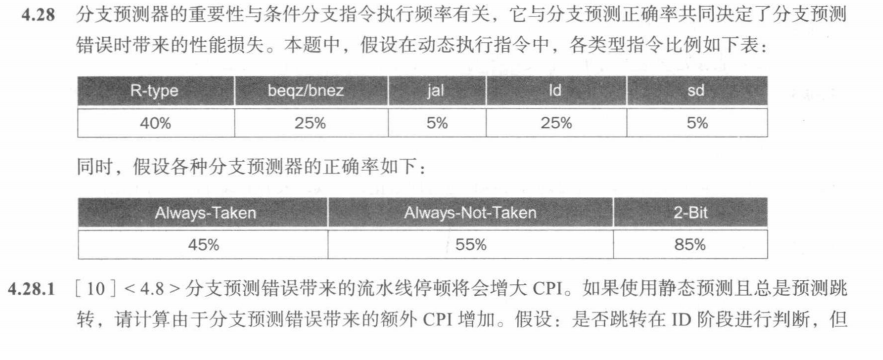 4.28 分支预测器的重要性与条件分支指令执行频率有关，它与分支预测正确率共同决定了分支预测
错误时带来的性能损失。本题中，假设在动态执行指令中，各类型指令比例如下表：
R-type beqz/bnez jal ld sd
40% 25% 5% 25% 5%
同时，假设各种分支预测器的正确率如下：
Always-Taken Always-Not-Taken 2-Bit
45% 55% 85%
4.28.1 ［10］< 4.8 > 分支预测错误带来的流水线停顿将会增大 CPI。如果使用静态预测且总是预测跳
转，请计算由于分支预测错误带来的额外 CPI 增加。假设：是否跳转在 ID 阶段进行判断，但